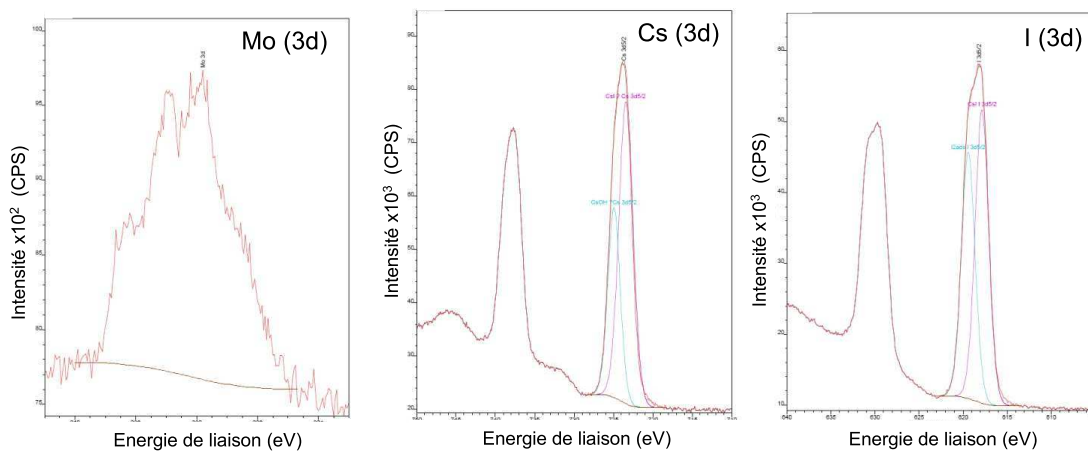 Mo (3d)
Mo 3d
100
95
90
85
80
75
Intensité x10² (CPS)
Energie de liaison (eV)
Cs (3d)
Cs 3d5/2
CsI 2 Cs 3d5/2
90
80
70
60
50
40
30
20
Intensité x10³ (CPS)
Energie de liaison (eV)
I (3d)
I 3d5/2
CsI I 3d5/2
60
50
40
30
20
10
640
630
625
620
615
610
Intensité x10³ (CPS)
Energie de liaison (eV)